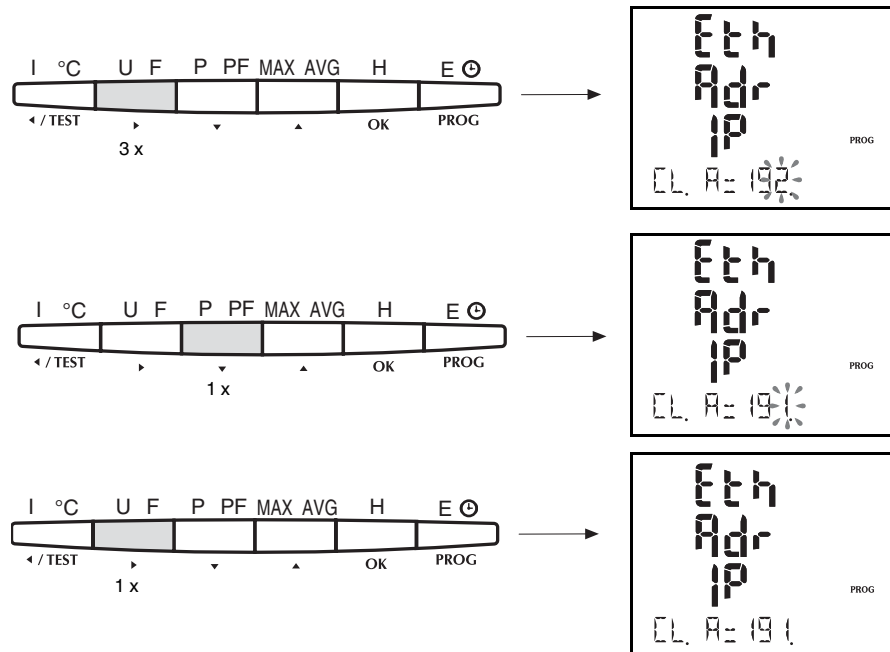 I °C U F P PF MAX AVG H E
◂ / TEST ▸ ▾ ▴ OK PROG
3 x
Eth
Adr
IP
PROG
CL. A= 192.
I °C U F P PF MAX AVG H E
◂ / TEST ▸ ▾ ▴ OK PROG
1 x
Eth
Adr
IP
PROG
CL. A= 191.
I °C U F P PF MAX AVG H E
◂ / TEST ▸ ▾ ▴ OK PROG
1 x
Eth
Adr
IP
PROG
CL. A= 191.